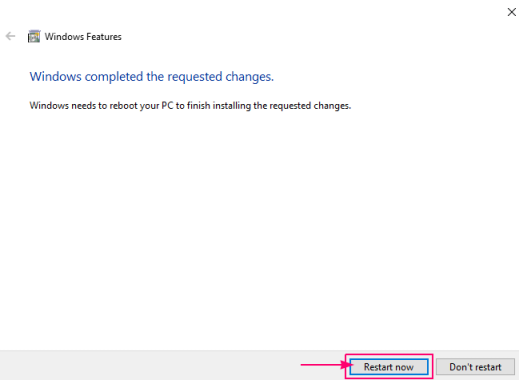 Windows Features
Windows completed the requested changes.
Windows needs to reboot your PC to finish installing the requested changes.
Restart now
Don't restart